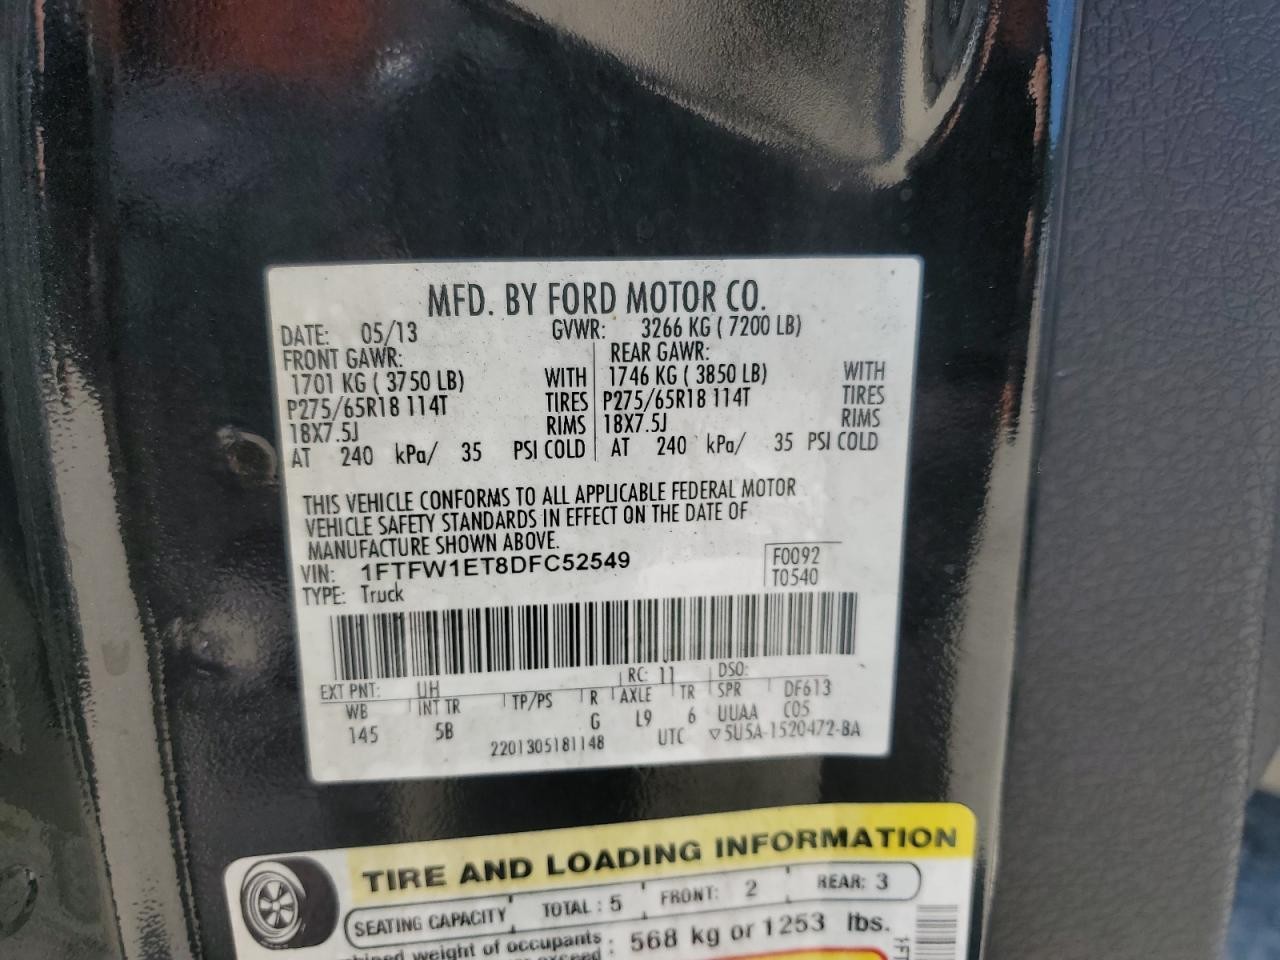 MFD. BY FORD MOTOR CO.
DATE: 05/13 GVWR: 3266 KG ( 7200 LB)
FRONT GAWR: REAR GAWR:
1701 KG ( 3750 LB) WITH 1746 KG ( 3850 LB) WITH
P275/65R18 114T TIRES P275/65R18 114T TIRES
18X7.5J RIMS 18X7.5J RIMS
AT 240 kPa/ 35 PSI COLD AT 240 kPa/ 35 PSI COLD
THIS VEHICLE CONFORMS TO ALL APPLICABLE FEDERAL MOTOR
VEHICLE SAFETY STANDARDS IN EFFECT ON THE DATE OF
MANUFACTURE SHOWN ABOVE.
VIN: 1FTFW1ET8DFC52549 F0092
TYPE: Truck T0540
EXT PNT: UH RC: 11 DSO:
WB INT TR TP/PS R AXLE TR SPR DF613
145 5B G L9 6 UUAA C05
2201305181148 UTC ▽5U5A-1520472-BA
TIRE AND LOADING INFORMATION
SEATING CAPACITY TOTAL : 5 FRONT: 2 REAR: 3
weight of occupants : 568 kg or 1253 lbs.
exceed
1FT